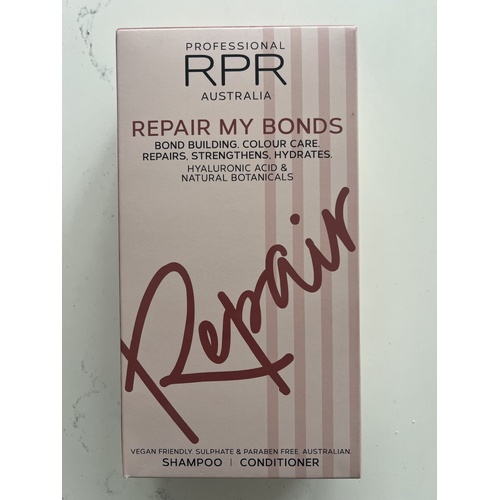 PROFESSIONAL
RPR
AUSTRALIA
REPAIR MY BONDS
BOND BUILDING. COLOUR CARE.
REPAIRS, STRENGTHENS, HYDRATES.
HYALURONIC ACID &
NATURAL BOTANICALS
Repair
VEGAN FRIENDLY. SULPHATE & PARABEN FREE. AUSTRALIAN.
SHAMPOO | CONDITIONER